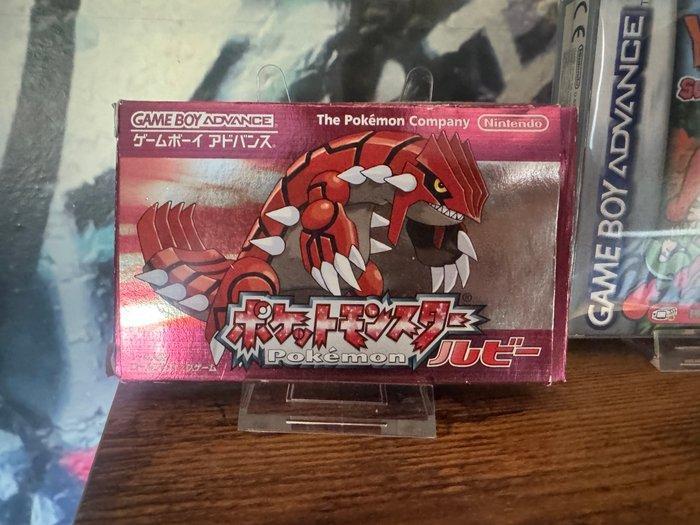 GAME BOY ADVANCE
ゲームボーイ アドバンス
The Pokémon Company
Nintendo
ポケットモンスター
Pokémon
ルビー
GAME BOY ADVANCE
CE